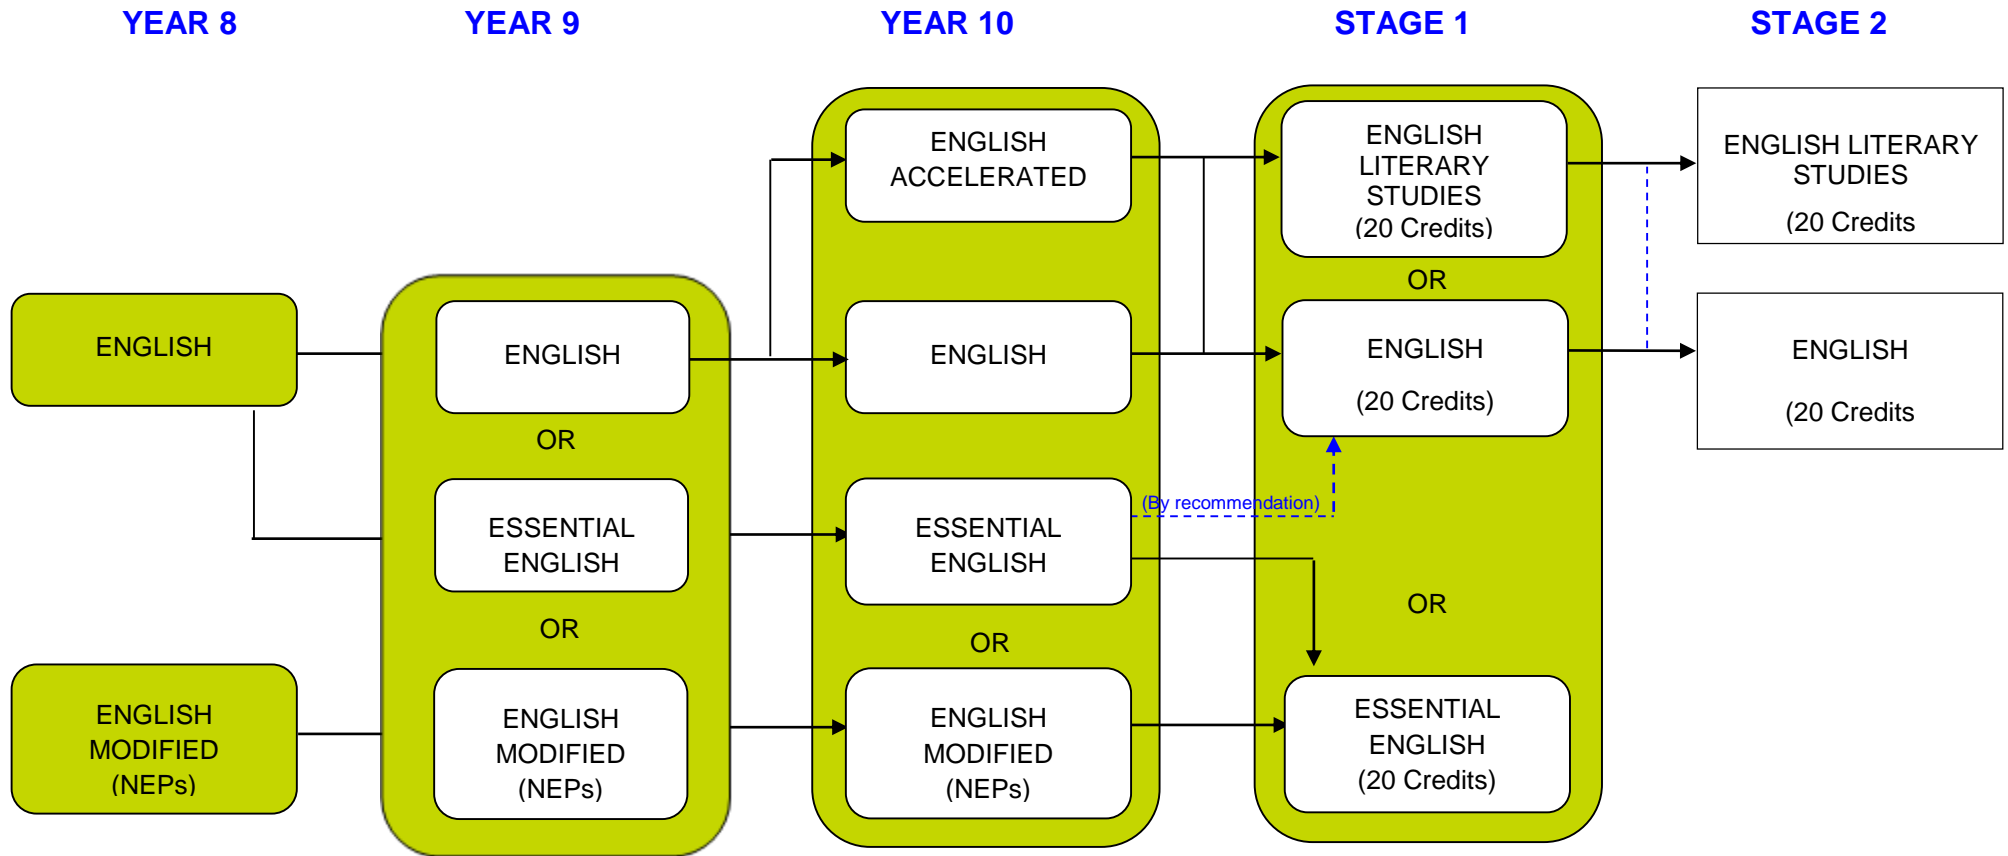 YEAR 8
YEAR 9
YEAR 10
STAGE 1
STAGE 2
ENGLISH
ENGLISH
MODIFIED
(NEPs)
ENGLISH
OR
ESSENTIAL
ENGLISH
OR
ENGLISH
MODIFIED
(NEPs)
ENGLISH
ACCELERATED
ENGLISH
ESSENTIAL
ENGLISH
OR
ENGLISH
MODIFIED
(NEPs)
(By recommendation)
ENGLISH
LITERARY
STUDIES
(20 Credits)
OR
ENGLISH
(20 Credits)
OR
ESSENTIAL
ENGLISH
(20 Credits)
ENGLISH LITERARY
STUDIES
(20 Credits
ENGLISH
(20 Credits